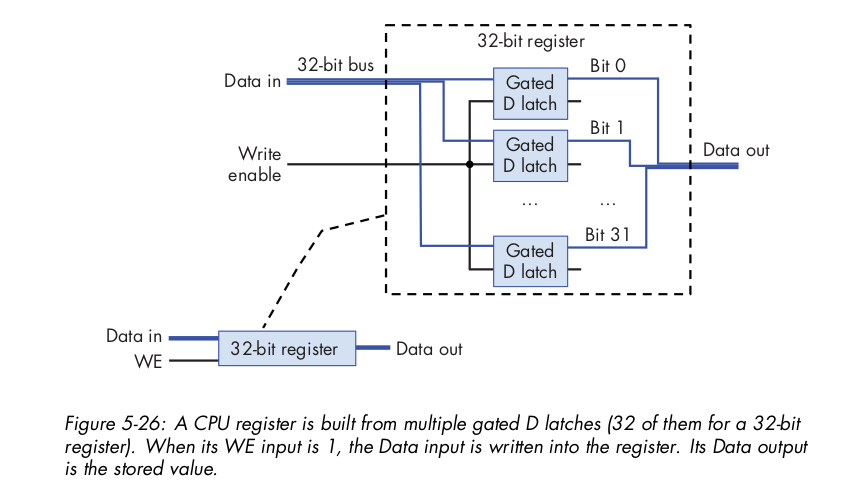 32-bit register
32-bit bus
Data in
Write
enable
Gated
D latch
Bit 0
Gated
D latch
Bit 1
Data out
...
...
Gated
D latch
Bit 31
Data in
WE
32-bit register
Data out
Figure 5-26: A CPU register is built from multiple gated D latches (32 of them for a 32-bit
register). When its WE input is 1, the Data input is written into the register. Its Data output
is the stored value.